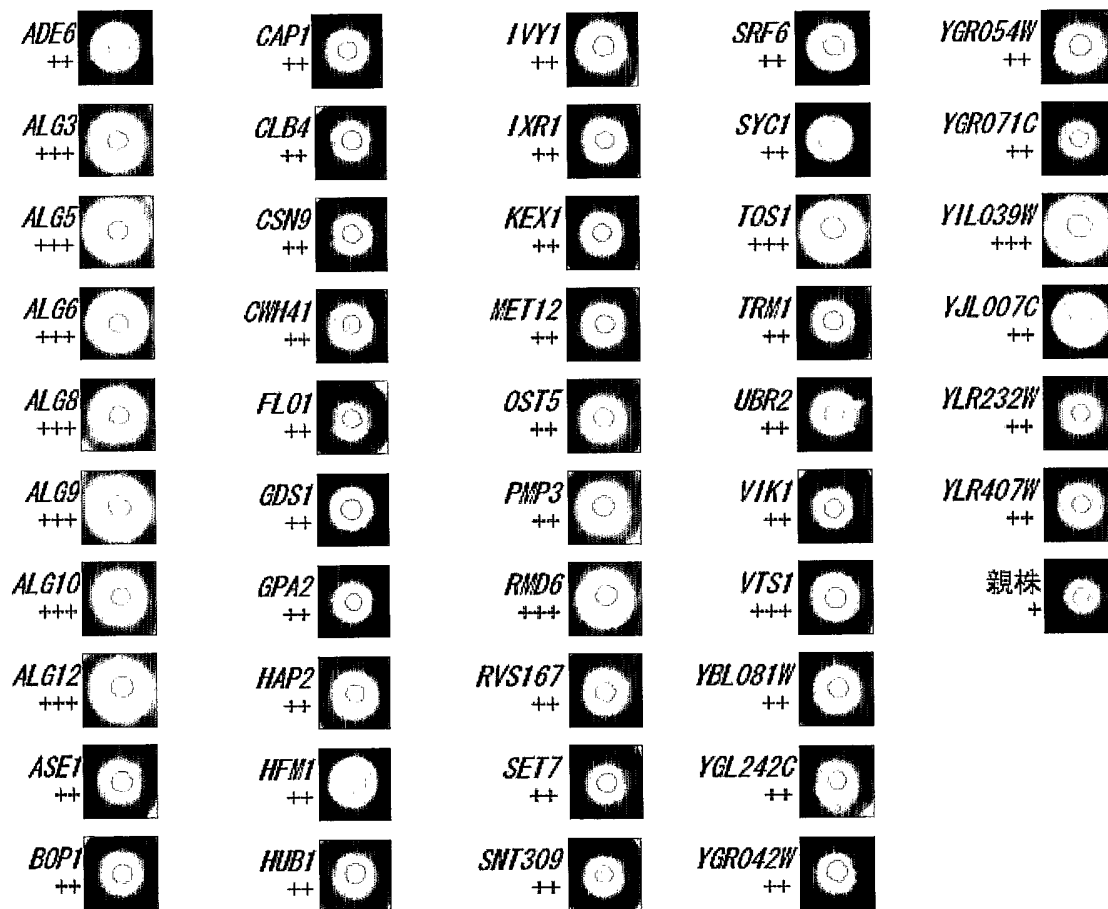 ADE6
++
ALG3
+++
ALG5
+++
ALG6
+++
ALG8
+++
ALG9
+++
ALG10
+++
ALG12
+++
ASE1
++
BOP1
++
CAP1
++
CLB4
++
CSN9
++
CWH41
++
FLO1
++
GDS1
++
GPA2
++
HAP2
++
HFM1
++
HUB1
++
IVY1
++
IXR1
++
KEX1
++
MET12
++
OST5
++
PMP3
++
RMD6
+++
RVS167
++
SET7
++
SNT309
++
SRF6
++
SYC1
++
TOS1
+++
TRM1
++
UBR2
++
VIK1
++
VTS1
+++
YBL081W
++
YGL242C
++
YGR042W
++
YGR054W
++
YGR071C
++
YIL039W
+++
YJL007C
++
YLR232W
++
YLR407W
++
親株
+